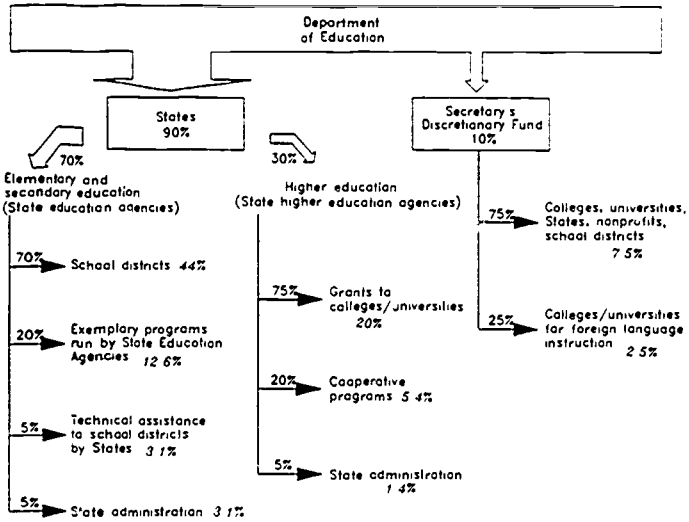 Department
of Education
States
90%
Secretary's
Discretionary Fund
10%
70%
30%
Elementary and
secondary education
(State education agencies)
Higher education
(State higher education agencies)
70%
School districts 44%
20%
Exemplary programs
run by State Education
Agencies 12 6%
5%
Technical assistance
to school districts
by States 3 1%
5%
State administration 3 1%
75%
Grants to
colleges/universities
20%
20%
Cooperative
programs 5 4%
5%
State administration
1 4%
75%
Colleges, universities,
States, nonprofits,
school districts
7 5%
25%
Colleges/universities
for foreign language
instruction 2 5%